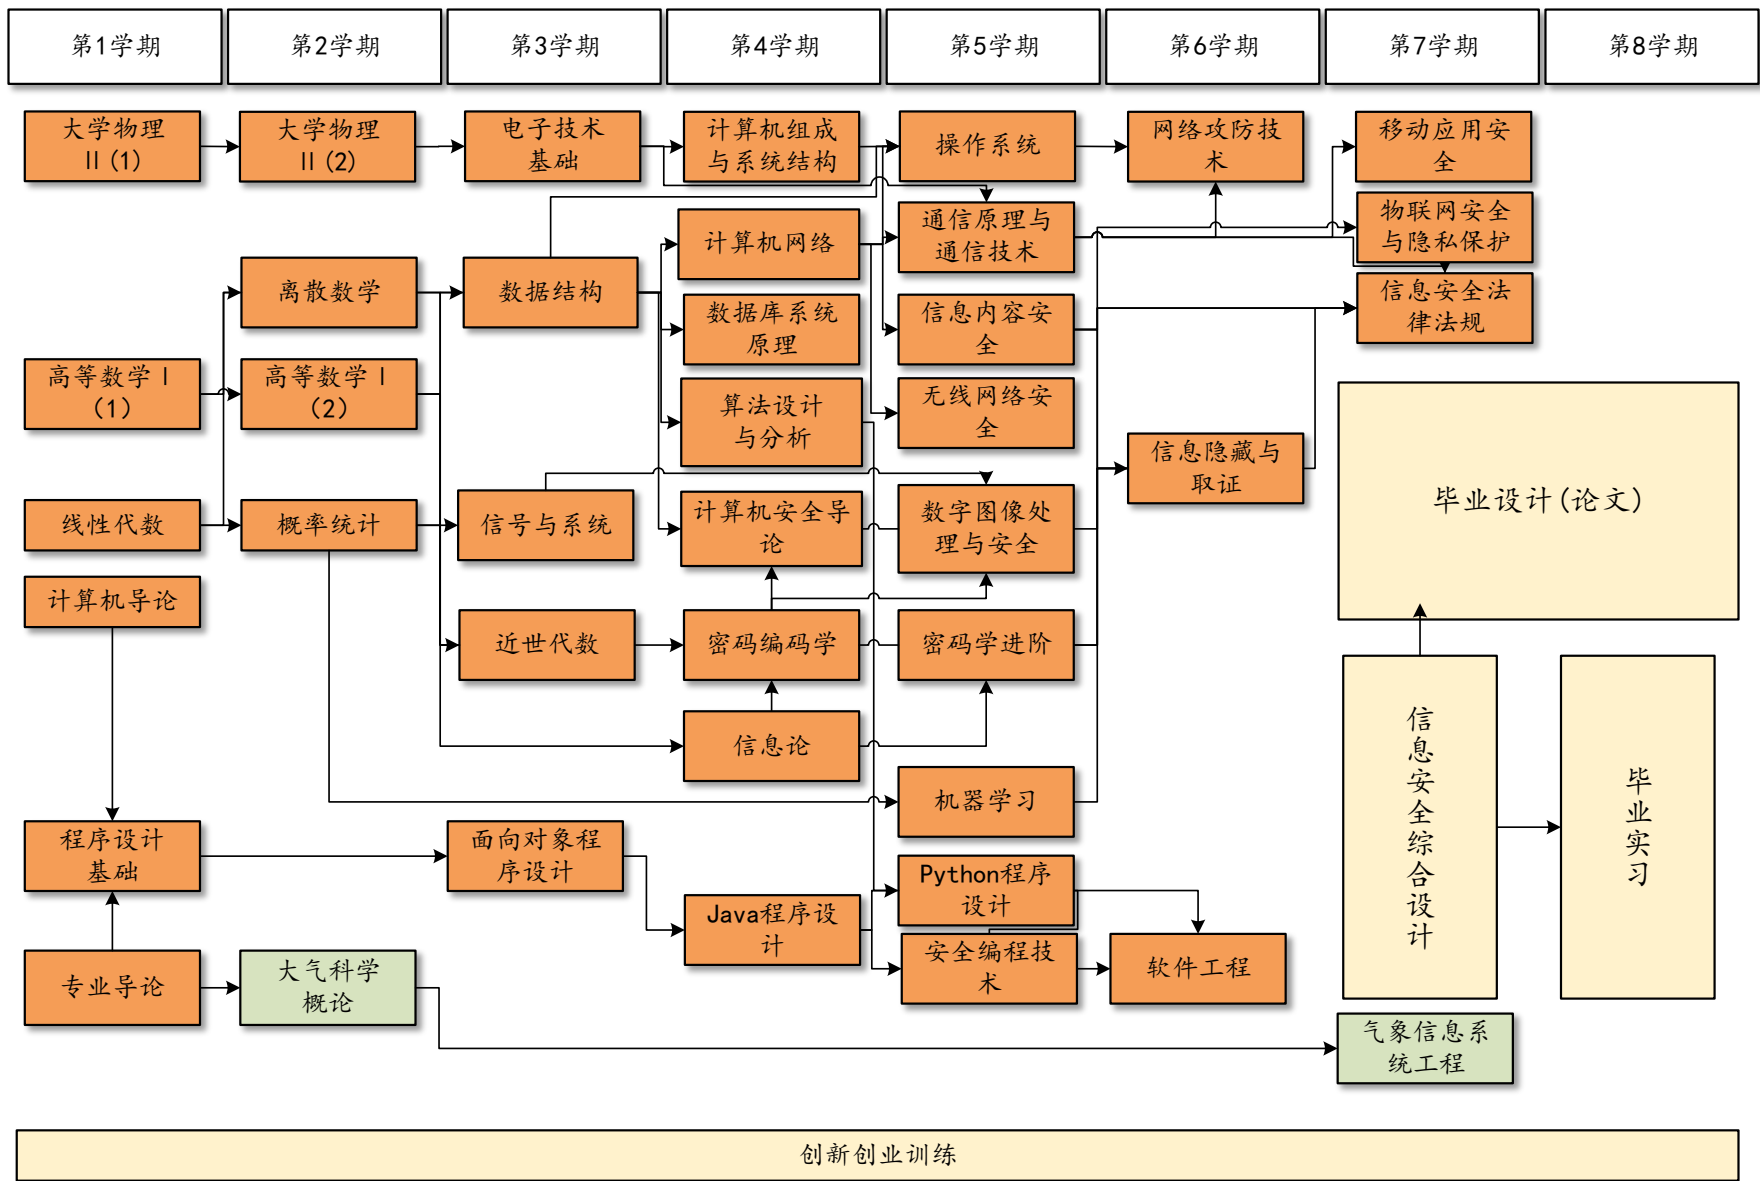 第1学期
第2学期
第3学期
第4学期
第5学期
第6学期
第7学期
第8学期
大学物理
II(1)
大学物理
II(2)
电子技术
基础
计算机组成
与系统结构
操作系统
网络攻防技
术
移动应用安
全
计算机网络
通信原理与
通信技术
物联网安全
与隐私保护
离散数学
数据结构
数据库系统
原理
信息内容安
全
信息安全法
律法规
高等数学 I
(1)
高等数学 I
(2)
算法设计
与分析
无线网络安
全
信息隐藏与
取证
毕业设计(论文)
线性代数
概率统计
信号与系统
计算机安全导
论
数字图像处
理与安全
计算机导论
近世代数
密码编码学
密码学进阶
信息论
机器学习
信息安全综合设计
毕业实习
程序设计
基础
面向对象程
序设计
Java程序设
计
Python程序
设计
安全编程技
术
软件工程
专业导论
大气科学
概论
气象信息系
统工程
创新创业训练